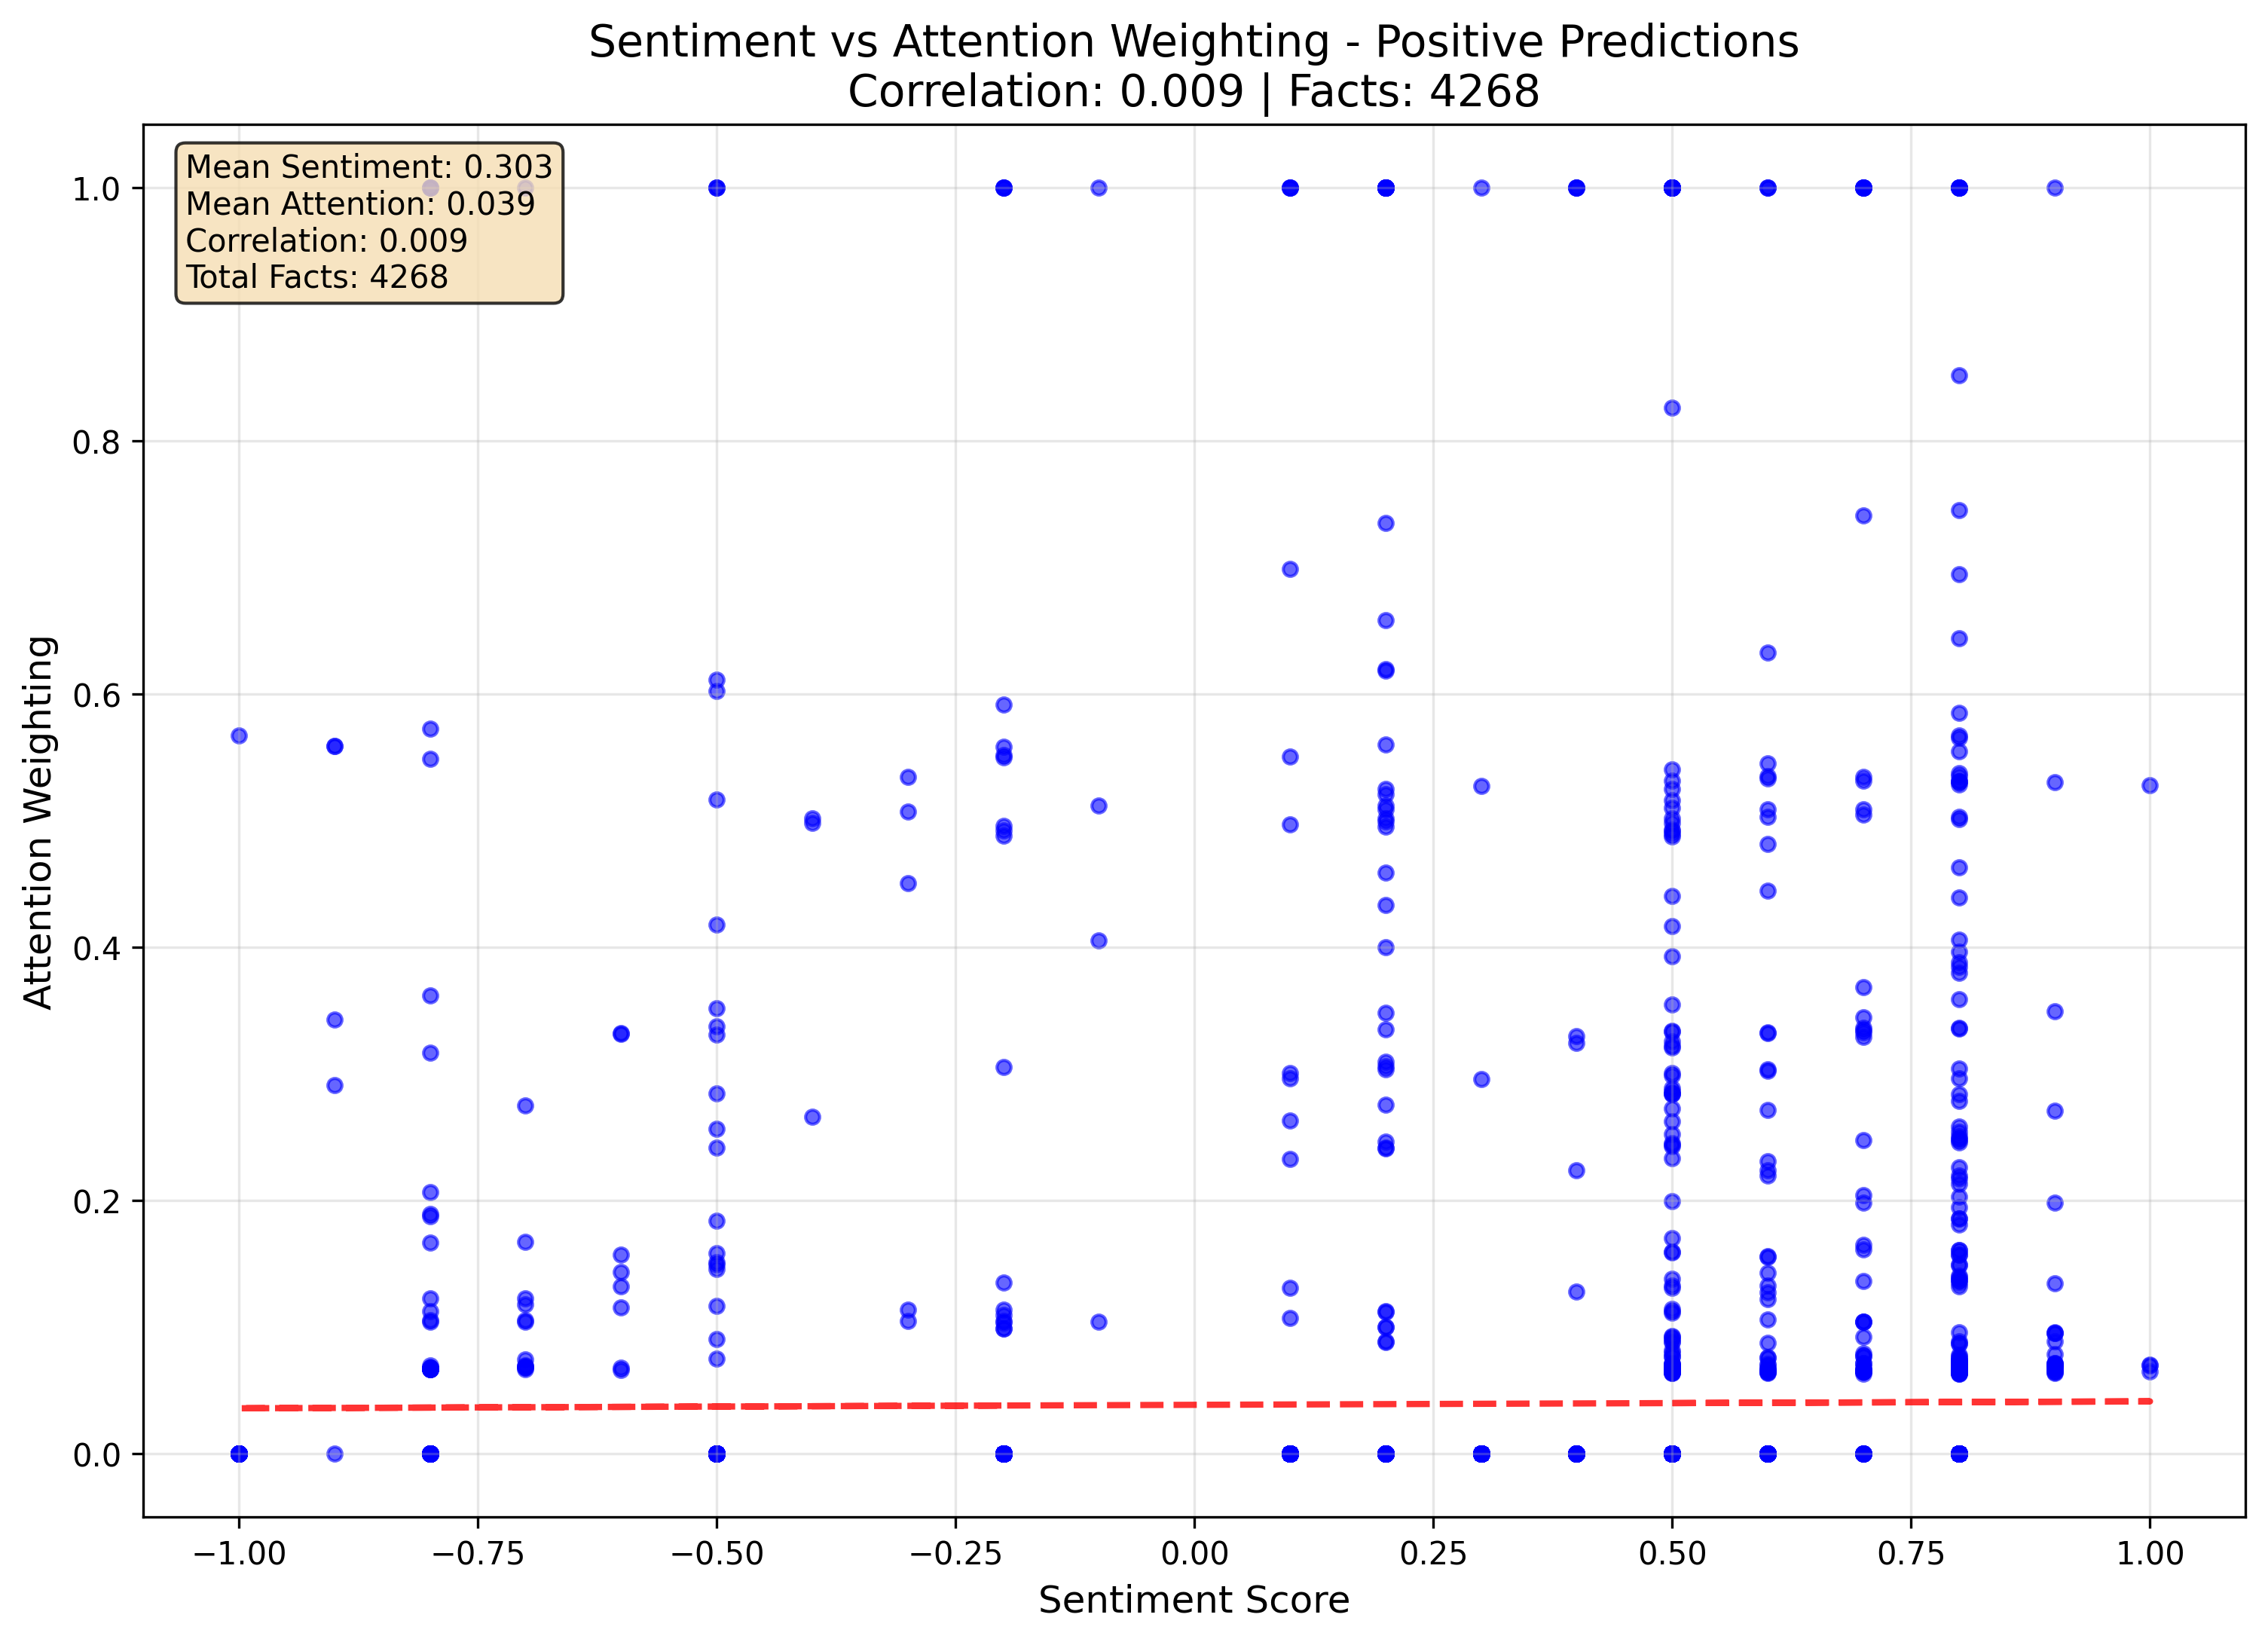 Sentiment vs Attention Weighting - Positive Predictions
Correlation: 0.009 | Facts: 4268
Mean Sentiment: 0.303
Mean Attention: 0.039
Correlation: 0.009
Total Facts: 4268
Attention Weighting
1.0
0.8
0.6
0.4
0.2
0.0
−1.00 −0.75 −0.50 −0.25 0.00 0.25 0.50 0.75 1.00
Sentiment Score